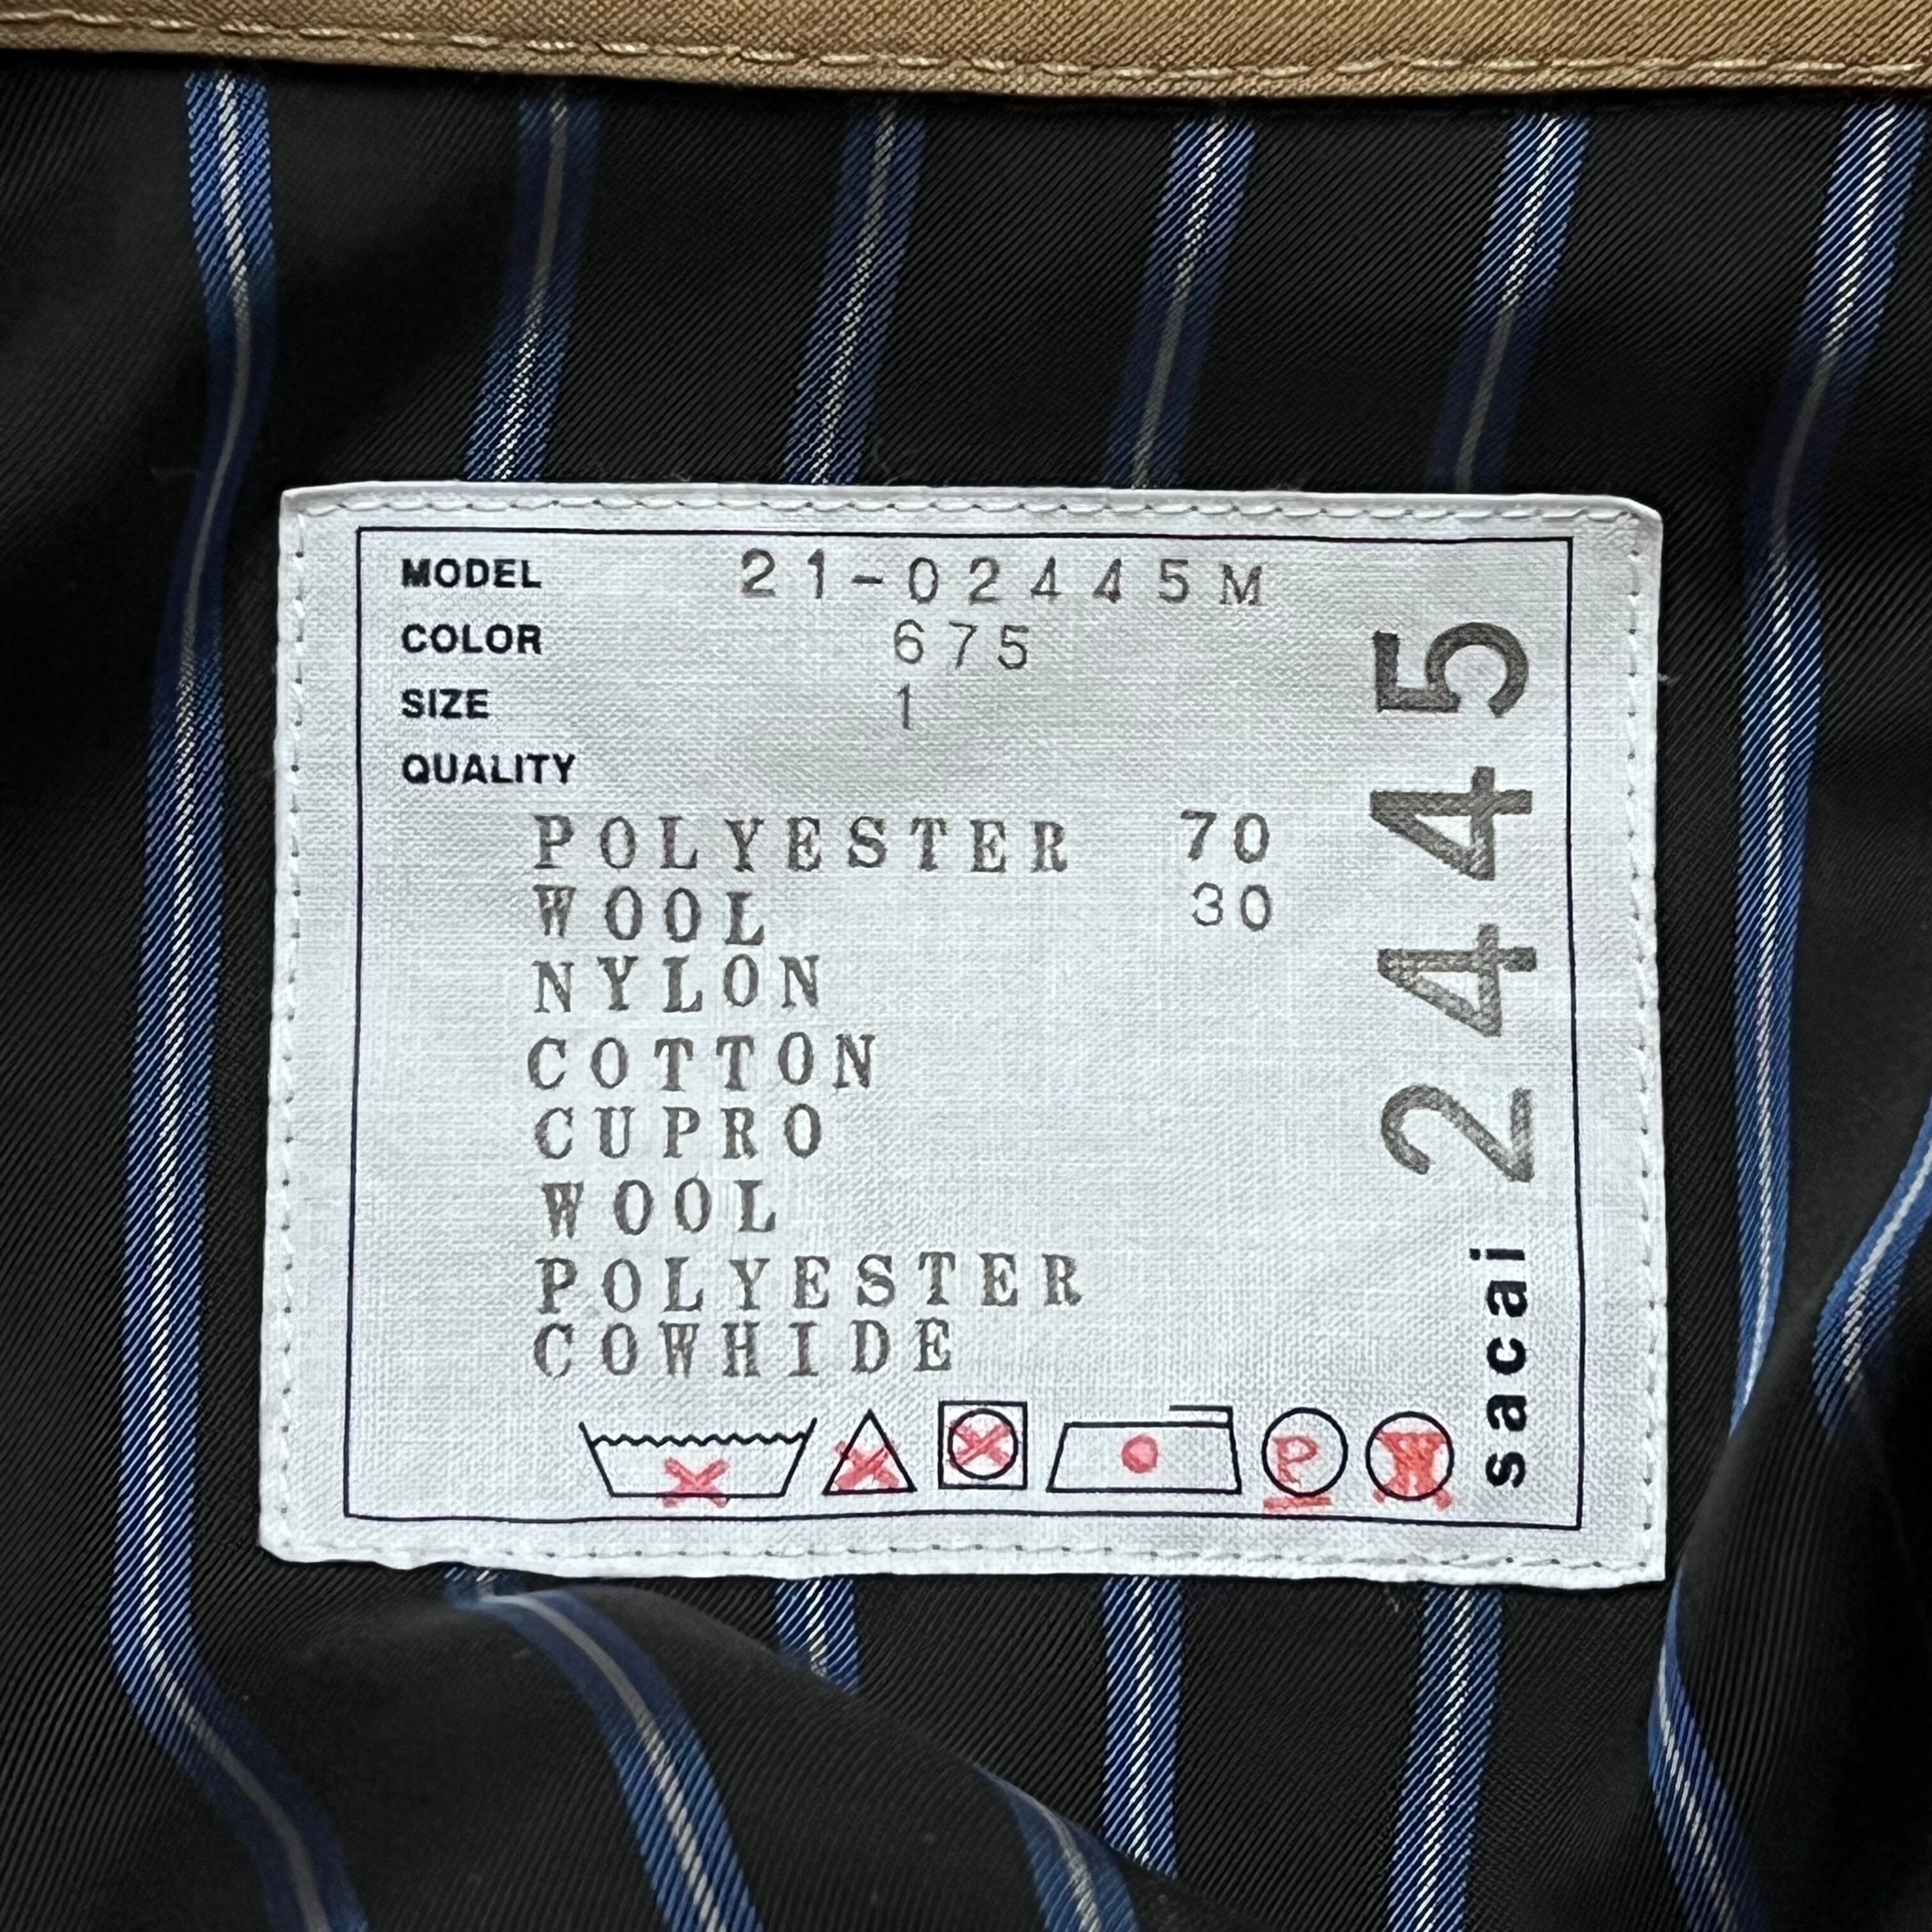 MODEL 21-02445M
COLOR 675
SIZE 1
QUALITY
POLYESTER 70
WOOL 30
NYLON
COTTON
CUPRO
WOOL
POLYESTER
COWHIDE
P W
sacai 2445